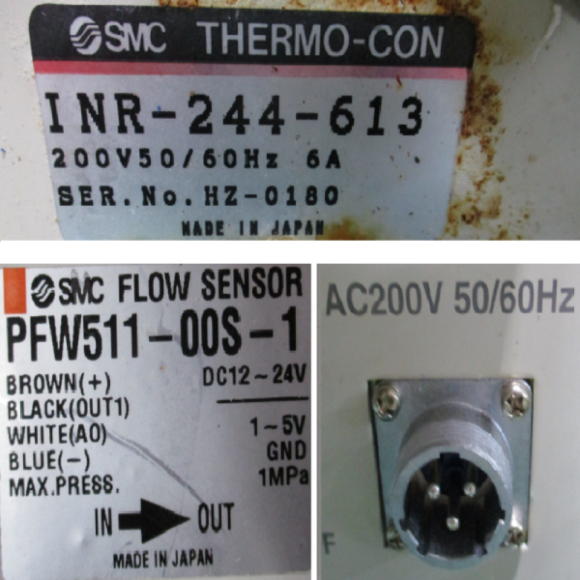 SMC THERMO-CON
INR-244-613
200V50/60Hz 6A
SER.No.HZ-0180
MADE IN JAPAN
SMC FLOW SENSOR
PFW511-00S-1
BROWN(+) DC12~24V
BLACK(OUT1)
WHITE(AO) 1~5V
BLUE(-) GND
MAX.PRESS. 1MPa
IN OUT
MADE IN JAPAN
AC200V 50/60Hz
F